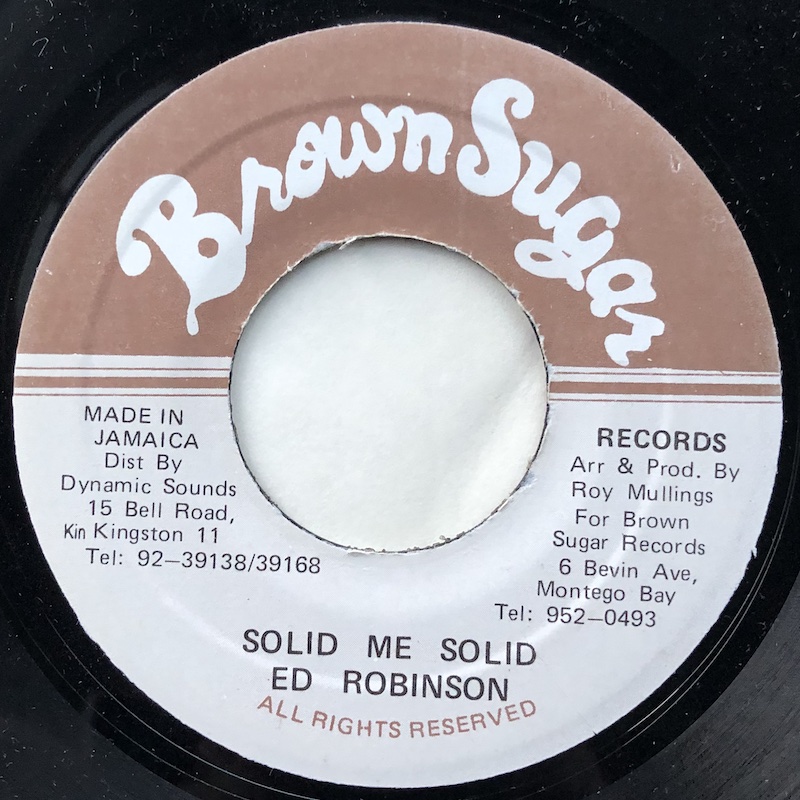 Brown Sugar
MADE IN
JAMAICA
Dist By
Dynamic Sounds
15 Bell Road,
Kin Kingston 11
Tel: 92-39138/39168
RECORDS
Arr & Prod. By
Roy Mullings
For Brown
Sugar Records
6 Bevin Ave,
Montego Bay
Tel: 952-0493
SOLID ME SOLID
ED ROBINSON
ALL RIGHTS RESERVED